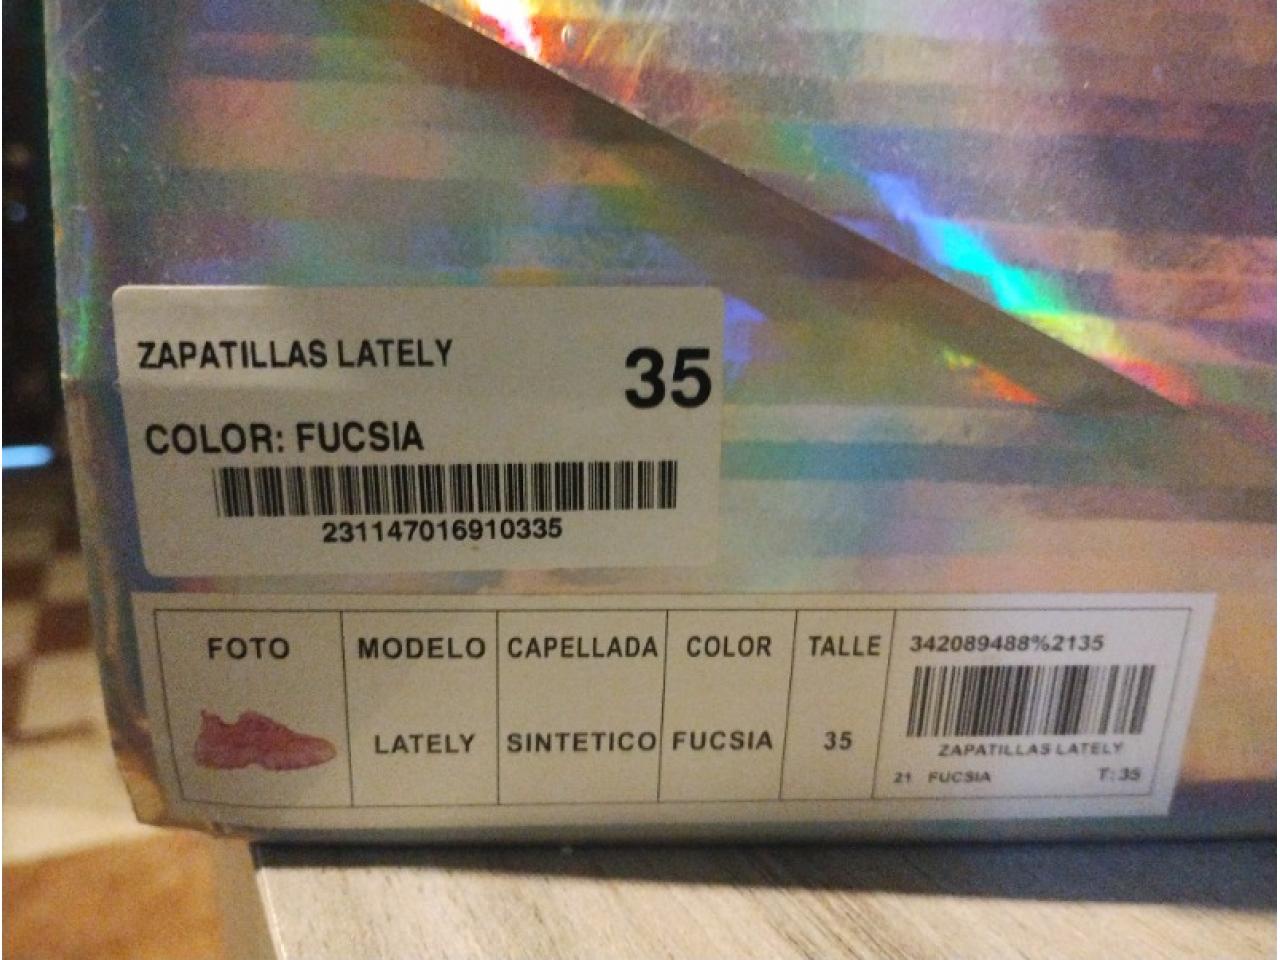 ZAPATILLAS LATELY
35
COLOR: FUCSIA
231147016910335
FOTO MODELO CAPELLADA COLOR TALLE
LATELY SINTETICO FUCSIA 35
342089488%2135
ZAPATILLAS LATELY
21 FUCSIA T: 35